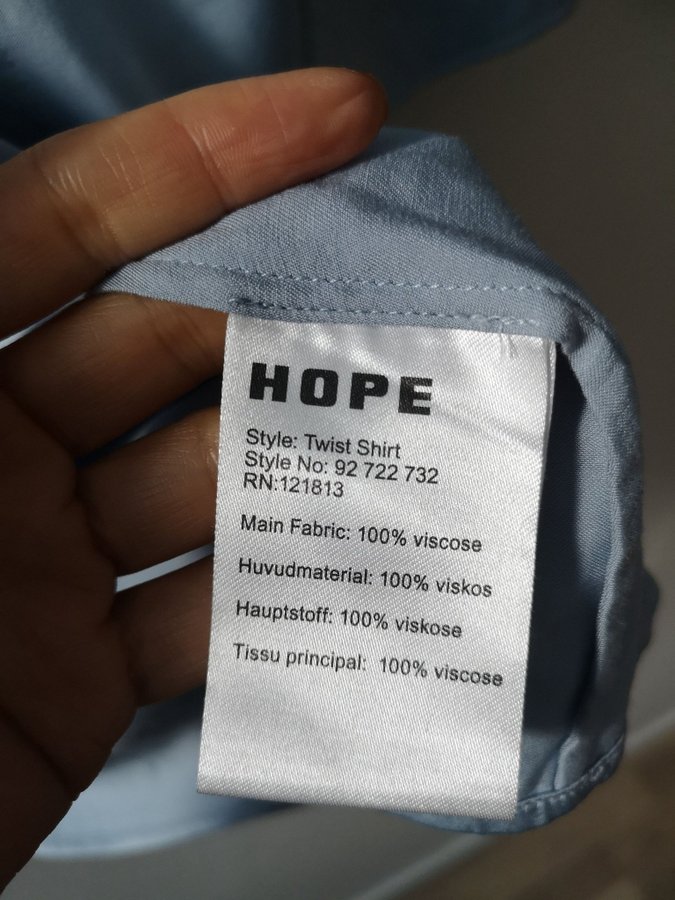 HOPE
Style: Twist Shirt
Style No: 92 722 732
RN:121813
Main Fabric: 100% viscose
Huvudmaterial: 100% viskos
Hauptstoff: 100% viskose
Tissu principal: 100% viscose